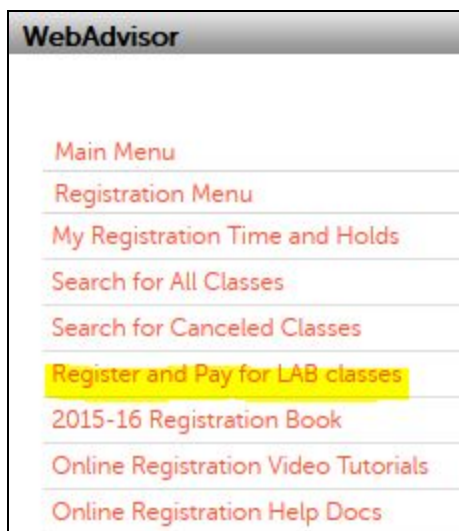 WebAdvisor
Main Menu
Registration Menu
My Registration Time and Holds
Search for All Classes
Search for Canceled Classes
Register and Pay for LAB classes
2015-16 Registration Book
Online Registration Video Tutorials
Online Registration Help Docs